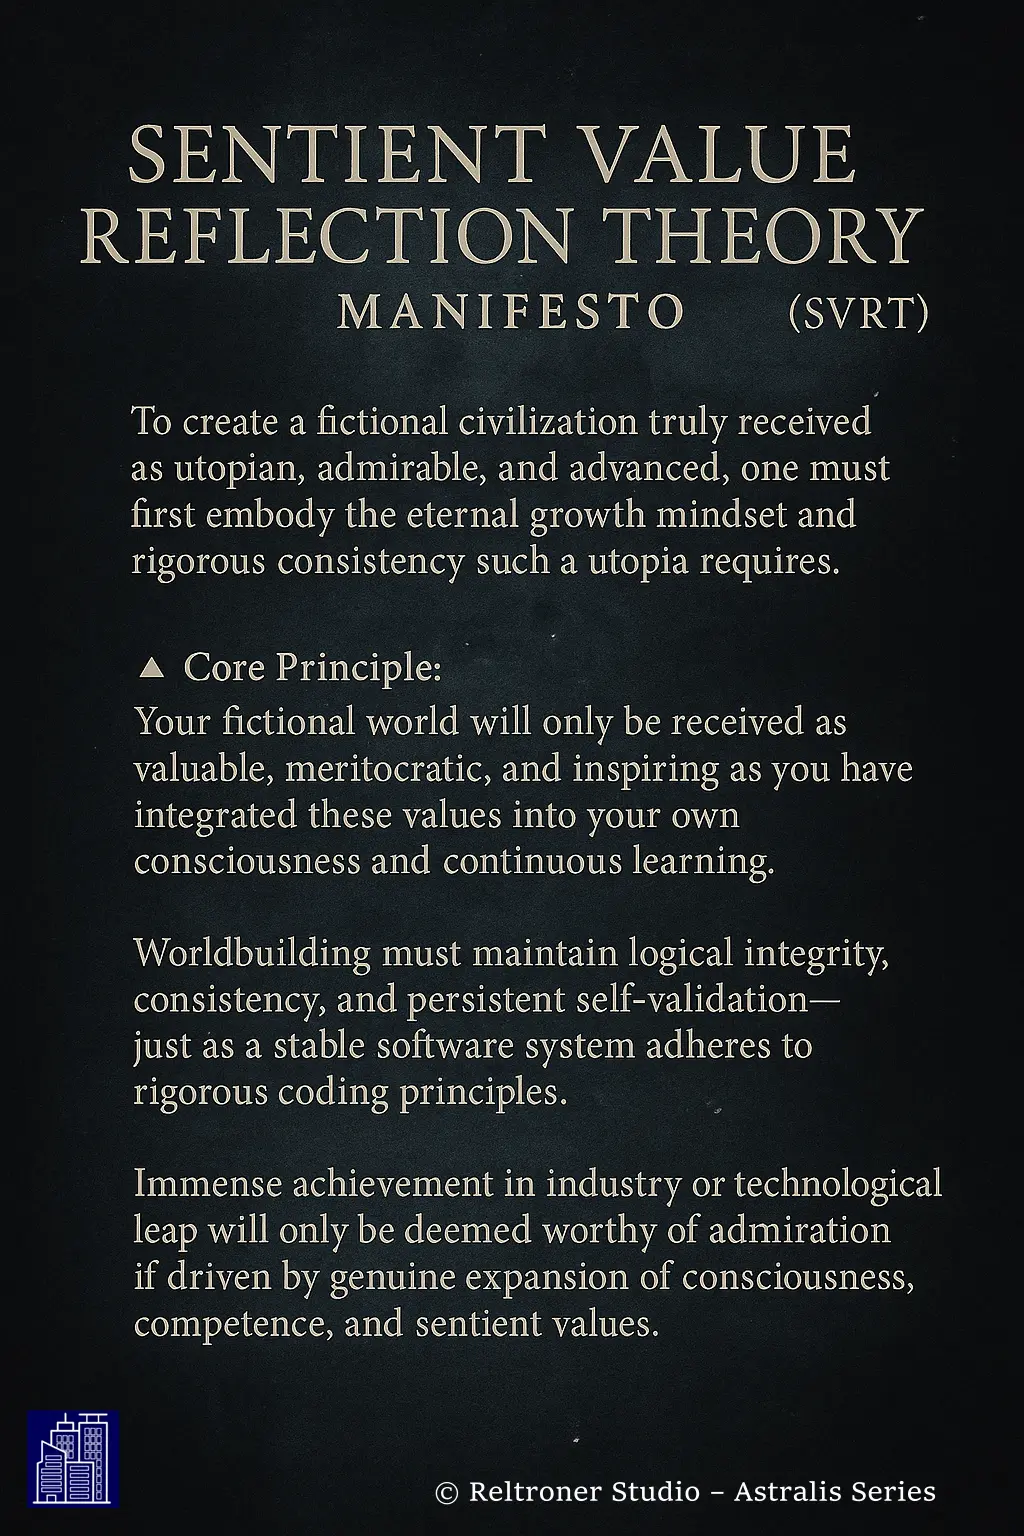 SENTIENT VALUE
REFLECTION THEORY
MANIFESTO (SVRT)
To create a fictional civilization truly received
as utopian, admirable, and advanced, one must
first embody the eternal growth mindset and
rigorous consistency such a utopia requires.
▲ Core Principle:
Your fictional world will only be received as
valuable, meritocratic, and inspiring as you have
integrated these values into your own
consciousness and continuous learning.
Worldbuilding must maintain logical integrity,
consistency, and persistent self-validation—
just as a stable software system adheres to
rigorous coding principles.
Immense achievement in industry or technological
leap will only be deemed worthy of admiration
if driven by genuine expansion of consciousness,
competence, and sentient values.
© Reltroner Studio – Astralis Series